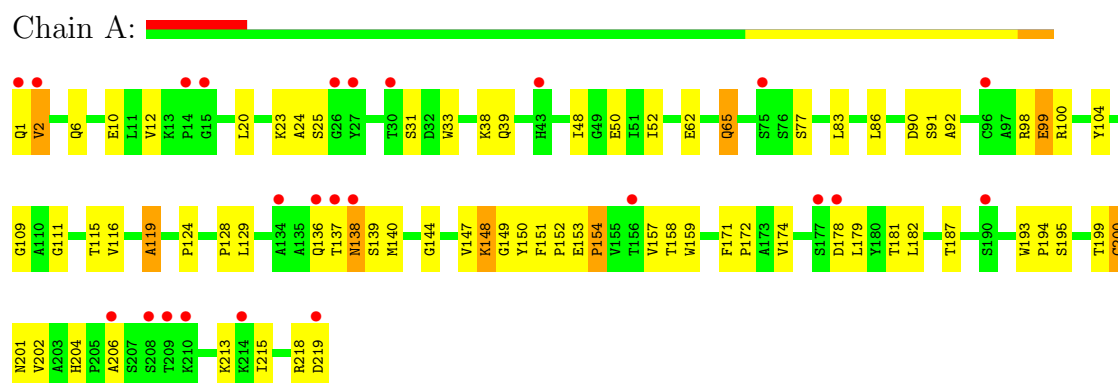 Chain A:
Q1 V2 Q6 E10 L11 V12 K13 P14 G15 L20 K23 A24 S25 G26 Y27 T30 S31 D32 W33 K38 Q39 H43 I48 G49 E50 I51 I52 E62 Q65 S75 S76 S77 L83 L86 D90 S91 A92 C96 A97 R98 E99 R100 Y104
G109 A110 G111 T115 V116 A119 P124 P128 L129 A134 A135 Q136 T137 N138 S139 M140 G144 V147 K148 G149 Y150 F151 P152 E153 P154 V155 T156 V157 T158 W159 F171 P172 A173 V174 S177 D178 L179 Y180 T181 L182 T187 S190 W193 P194 S195 T199 C200
N201 V202 A203 H204 P205 A206 S207 S208 T209 K210 K213 K214 I215 R218 D219